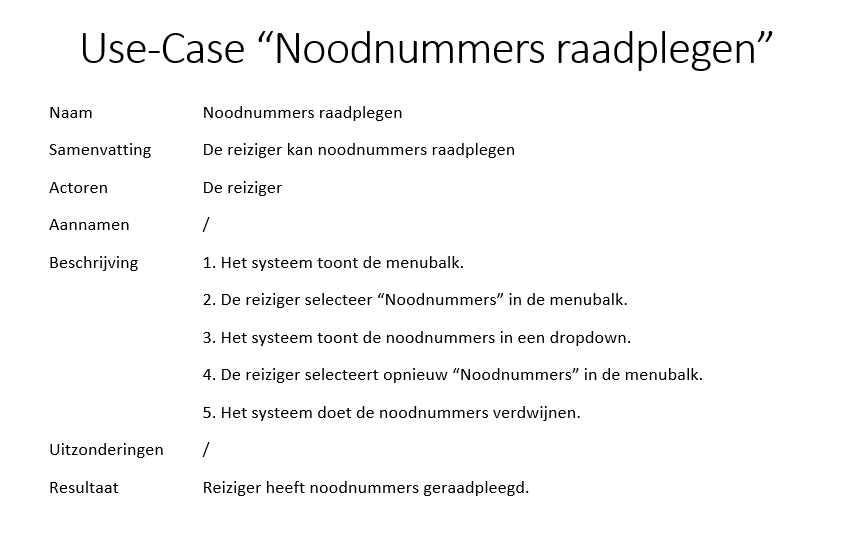 Use-Case “Noodnummers raadplegen”
Naam Noodnummers raadplegen
Samenvatting De reiziger kan noodnummers raadplegen
Actoren De reiziger
Aannamen /
Beschrijving 1. Het systeem toont de menubalk.
2. De reiziger selecteer “Noodnummers” in de menubalk.
3. Het systeem toont de noodnummers in een dropdown.
4. De reiziger selecteert opnieuw “Noodnummers” in de menubalk.
5. Het systeem doet de noodnummers verdwijnen.
Uitzonderingen /
Resultaat Reiziger heeft noodnummers geraadpleegd.